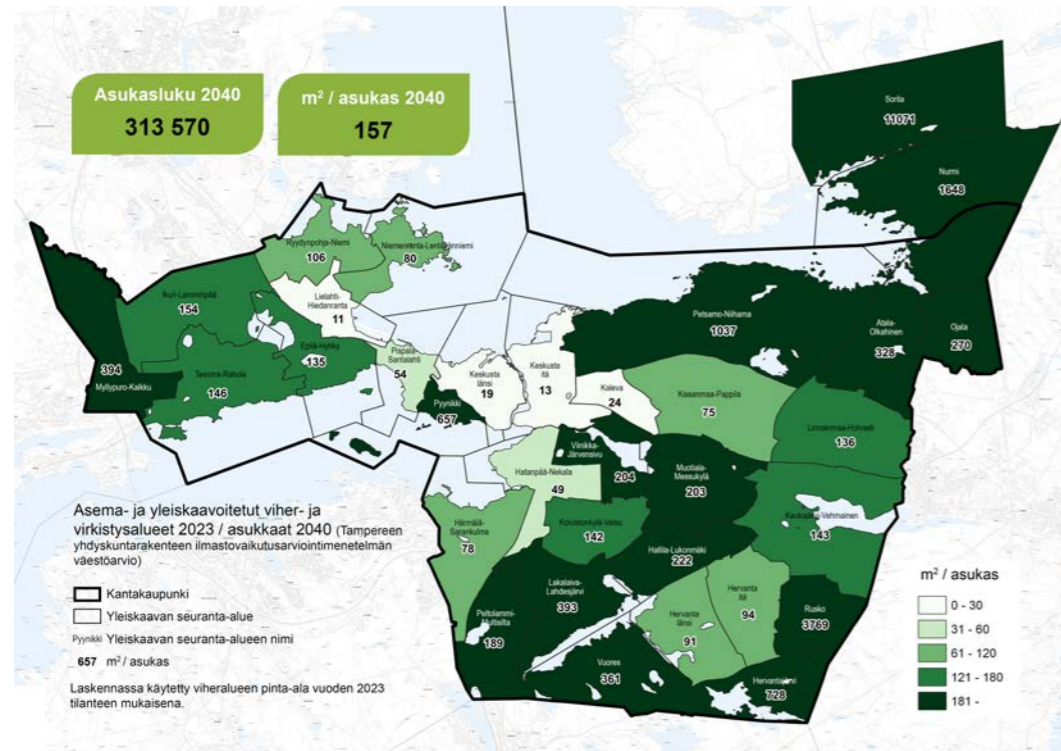 Asukasluku 2040
313 570
m² / asukas 2040
157
Sorila
11071
Nurmi
1648
Ryydynpohja-Niemi
106
Niemenranta-Lentävänniemi
80
Ikuri-Lamminpää
154
Lielahti-
Hiedanranta
11
Petsamo-Niihama
1037
Atala-
Olkahinen
328
Ojala
270
Epilä-Hyhky
135
394
Myllypuro-Kalkku
Tesoma-Rahola
146
Pispala-
Santalahti
54
Pyynikki
657
Keskusta
länsi
19
Keskusta
itä
13
Kaleva
24
Kissanmaa-Pappila
75
Linnainmaa-Holvasti
136
Viinikka-
Järvensivu
204
Muotiala-
Messukylä
203
Hatanpää-Nekala
49
Kaukajärvi-Vehmainen
143
Härmälä-
Sarankulma
78
Koivistonkylä-Veisu
142
Hallila-Lukonmäki
222
Lakalaiva-
Lahdesjärvi
393
Peltolammi-
Multisilta
189
Hervanta
länsi
91
Hervanta
itä
94
Rusko
3769
Vuores
361
Hervantajärvi
728
Asema- ja yleiskaavoitetut viher- ja
virkistysalueet 2023 / asukkaat 2040 (Tampereen
yhdyskuntarakenteen ilmastovaikutusarviointimenetelmän
väestöarvio)
Kantakaupunki
Yleiskaavan seuranta-alue
Pyynikki Yleiskaavan seuranta-alueen nimi
657 m² / asukas
Laskennassa käytetty viheralueen pinta-ala vuoden 2023
tilanteen mukaisena.
m² / asukas
0 - 30
31 - 60
61 - 120
121 - 180
181 -